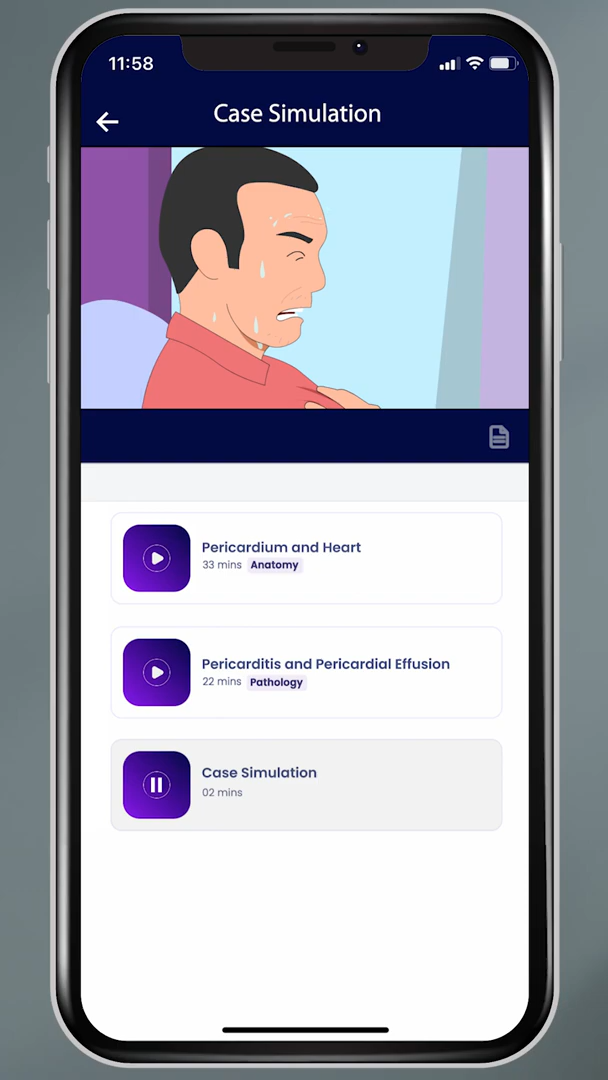 11:58
Case Simulation
Pericardium and Heart
33 mins Anatomy
Pericarditis and Pericardial Effusion
22 mins Pathology
Case Simulation
02 mins